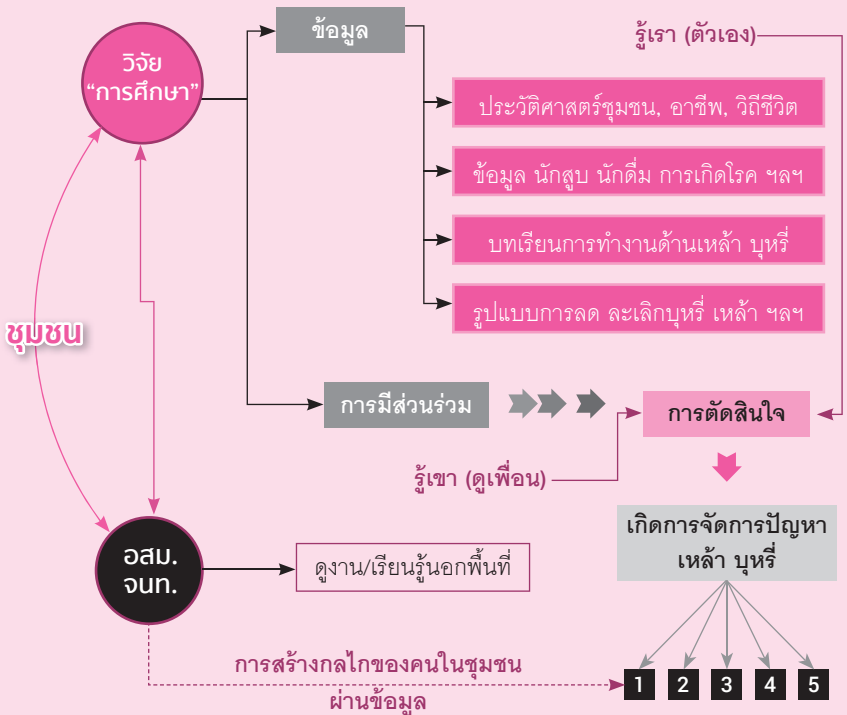 วิจัย
“การศึกษา”
ข้อมูล
รู้เรา (ตัวเอง)
ประวัติศาสตร์ชุมชน, อาชีพ, วิถีชีวิต
ข้อมูล นักสูบ นักดื่ม การเกิดโรค ฯลฯ
บทเรียนการทำงานด้านเหล้า บุหรี่
รูปแบบการลด ละเลิกบุหรี่ เหล้า ฯลฯ
ชุมชน
การมีส่วนร่วม
การตัดสินใจ
รู้เขา (ดูเพื่อน)
เกิดการจัดการปัญหา
เหล้า บุหรี่
อสม.
จนท.
ดูงาน/เรียนรู้นอกพื้นที่
การสร้างกลไกของคนในชุมชน
ผ่านข้อมูล
1 2 3 4 5